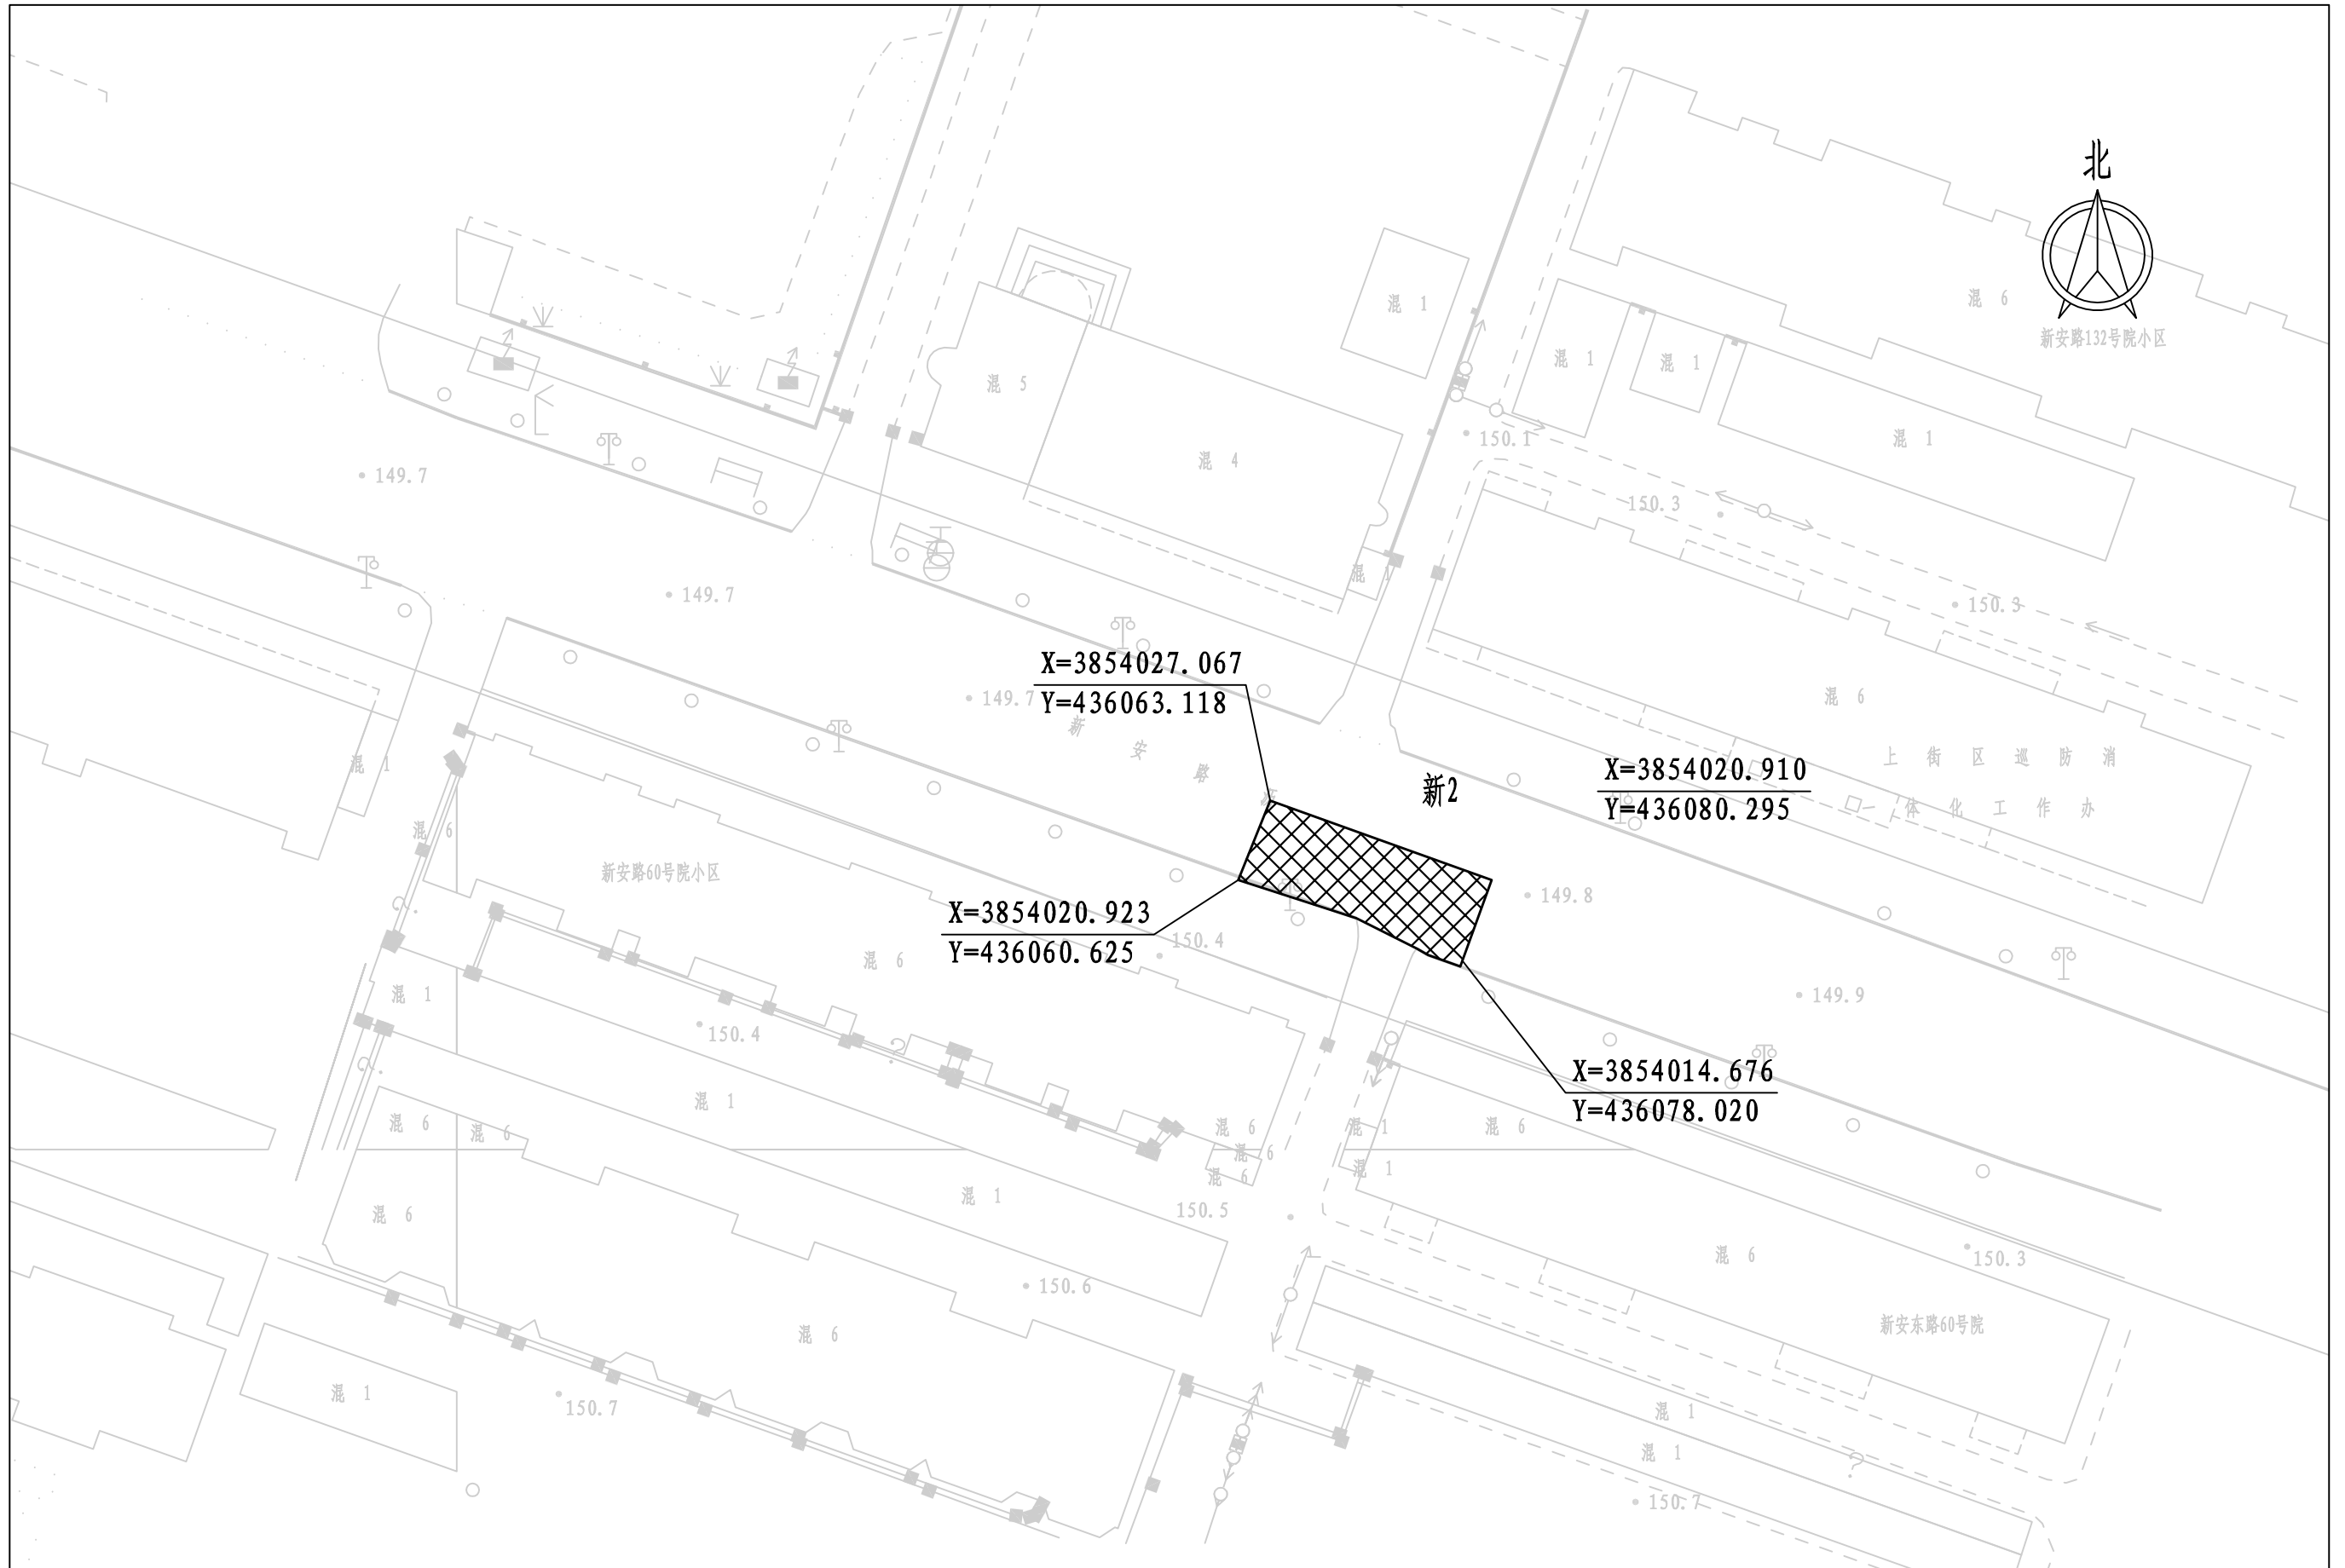 北
混 6
新安路132号院小区
混 1
混 1
混 1
混 5
混 1
150.1
混 4
149.7
150.3
混 1
149.7
150.3
X=3854027.067
Y=436063.118
149.7
混 6
新
安
路
上街区巡防消
一体化工作办
混 1
新2
X=3854020.910
Y=436080.295
混 6
新安路60号院小区
149.8
X=3854020.923
Y=436060.625
150.4
混 6
混 1
149.9
150.4
X=3854014.676
Y=436078.020
混 1
混 6
混 6
混 6
混 1
混 6
混 6
混 1
混 6
混 1
150.5
混 6
混 6
150.3
150.6
新安东路60号院
混 6
混 1
150.7
混 1
混 1
150.7